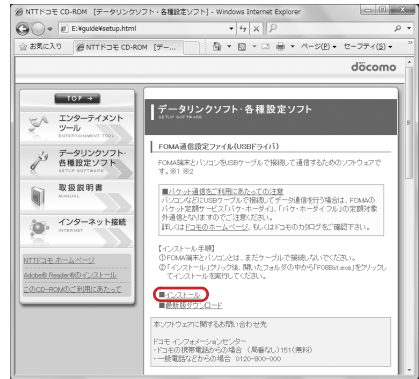 NTTドコモ CD-ROM [データリンクソフト・各種設定ソフト] - Windows Internet Explorer
E:¥guide¥setup.html
お気に入り
NTTドコモ CD-ROM [デー...
ページ(P)
セーフティ(S)
döcomo
TOP
エンターテイメント
ツール
ENTERTAINMENT TOOL
データリンクソフト・
各種設定ソフト
SETUP SOFTWARE
取扱説明書
MANUAL
インターネット接続
INTERNET
NTTドコモ ホームページ
Adobe® Reader®のインストール
このCD-ROMのご利用にあたって
データリンクソフト・各種設定ソフト
SETUP SOFTWARE
FOMA通信設定ファイル(USBドライバ)
FOMA端末とパソコンをUSBケーブルで接続して通信するためのソフトウェアで
す。※1 ※2
■パケット通信をご利用にあたっての注意
パソコンなどにUSBケーブルで接続してデータ通信を行う場合は、FOMAの
パケット定額サービス「パケ・ホーダイ」、「パケ・ホーダイフル」の定額対象
外通信となりますのでご注意ください。
詳しくはドコモのホームページ、もしくはドコモのカタログをご確認下さい。
【インストール手順】
①FOMA端末とパソコンとは、まだケーブルで接続しないでください。
②「インストール」クリック後、開いたフォルダの中から「F08Bst.exe」をクリックし
てインストールを実行してください。
■インストール
■最新版ダウンロード
本ソフトウェアに関するお問い合わせ先
ドコモ インフォメーションセンター
・ドコモの携帯電話からの場合 (局番なし)151(無料)
・一般電話などからの場合 0120-800-000